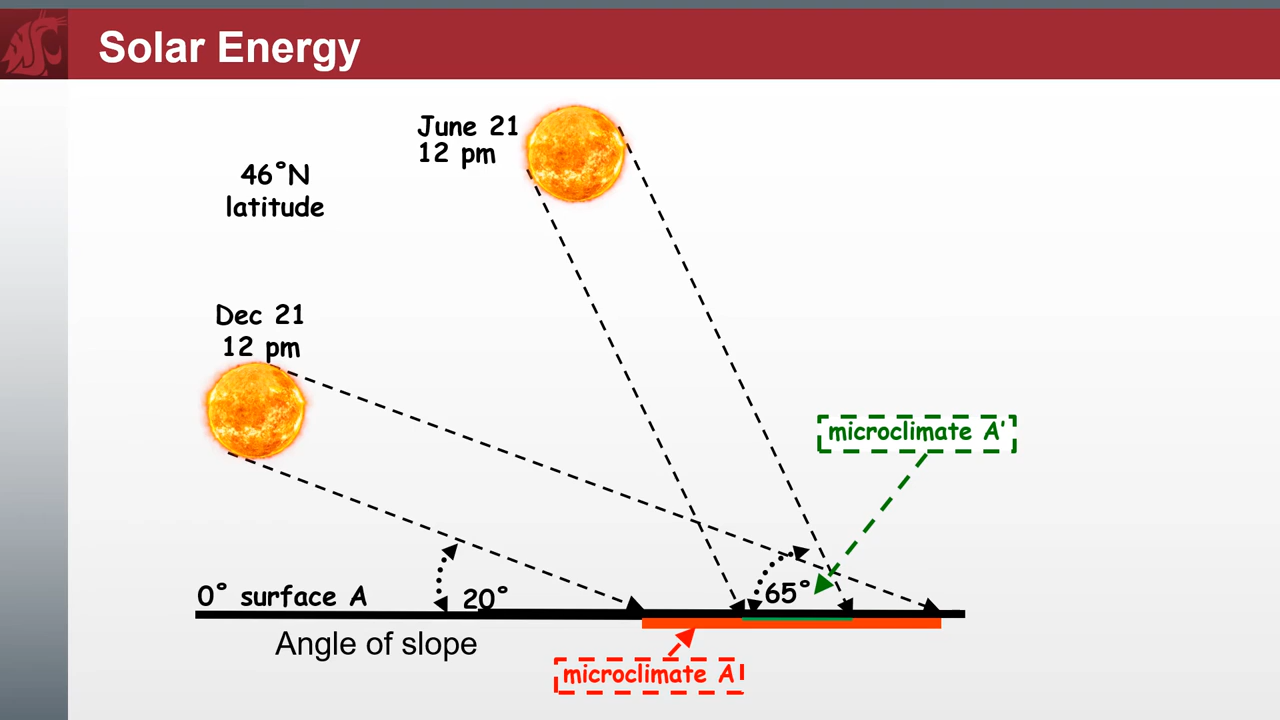 Solar Energy
June 21
12 pm
46°N
latitude
Dec 21
12 pm
microclimate A'
0° surface A
20°
65°
Angle of slope
microclimate A